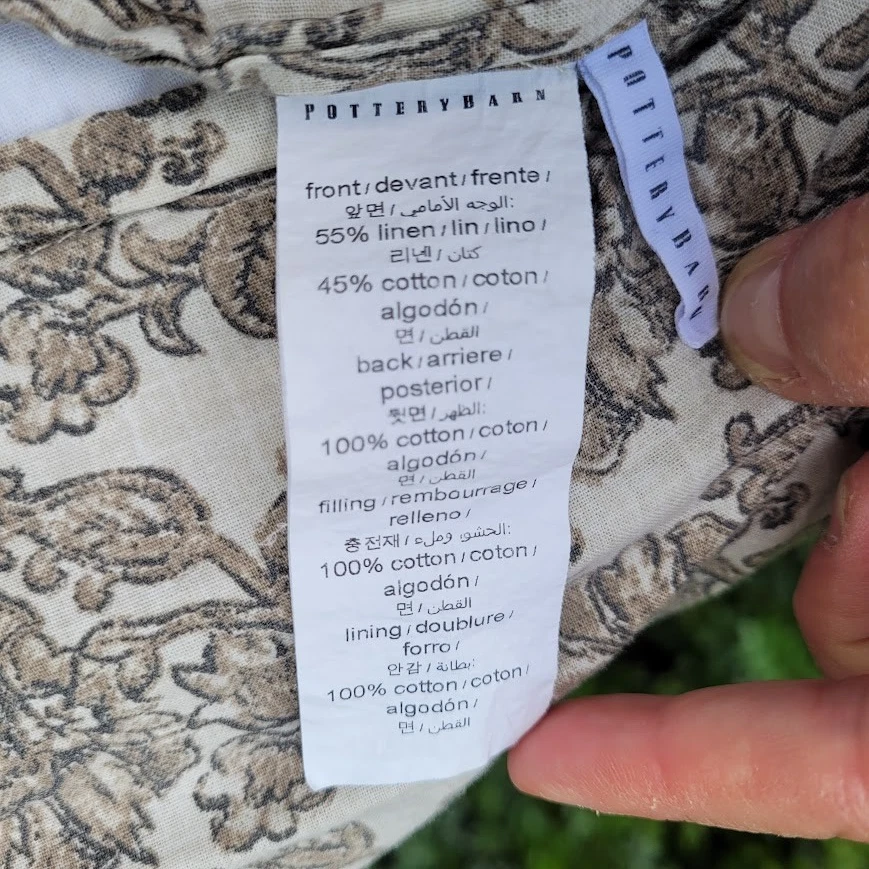 POTTERYBARN
front/devant/frente/
앞면/الوجه الأمامي:
55% linen/lin/lino/
리넨/كتان
45% cotton/coton/
algodón/
면/القطن
back/arriere/
posterior/
뒷면/الظهر:
100% cotton/coton/
algodón/
면/القطن
filling/rembourrage/
relleno/
충전재/الحشو وملء:
100% cotton/coton/
algodón/
면/القطن
lining/doublure/
forro/
안감/بطانة:
100% cotton/coton/
algodón/
면/القطن
POTTERYBARN